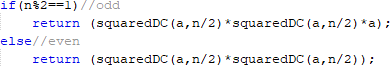 if(n%2==1)//odd
return (squaredDC(a,n/2)*squaredDC(a,n/2)*a);
else//even
return (squaredDC(a,n/2)*squaredDC(a,n/2));